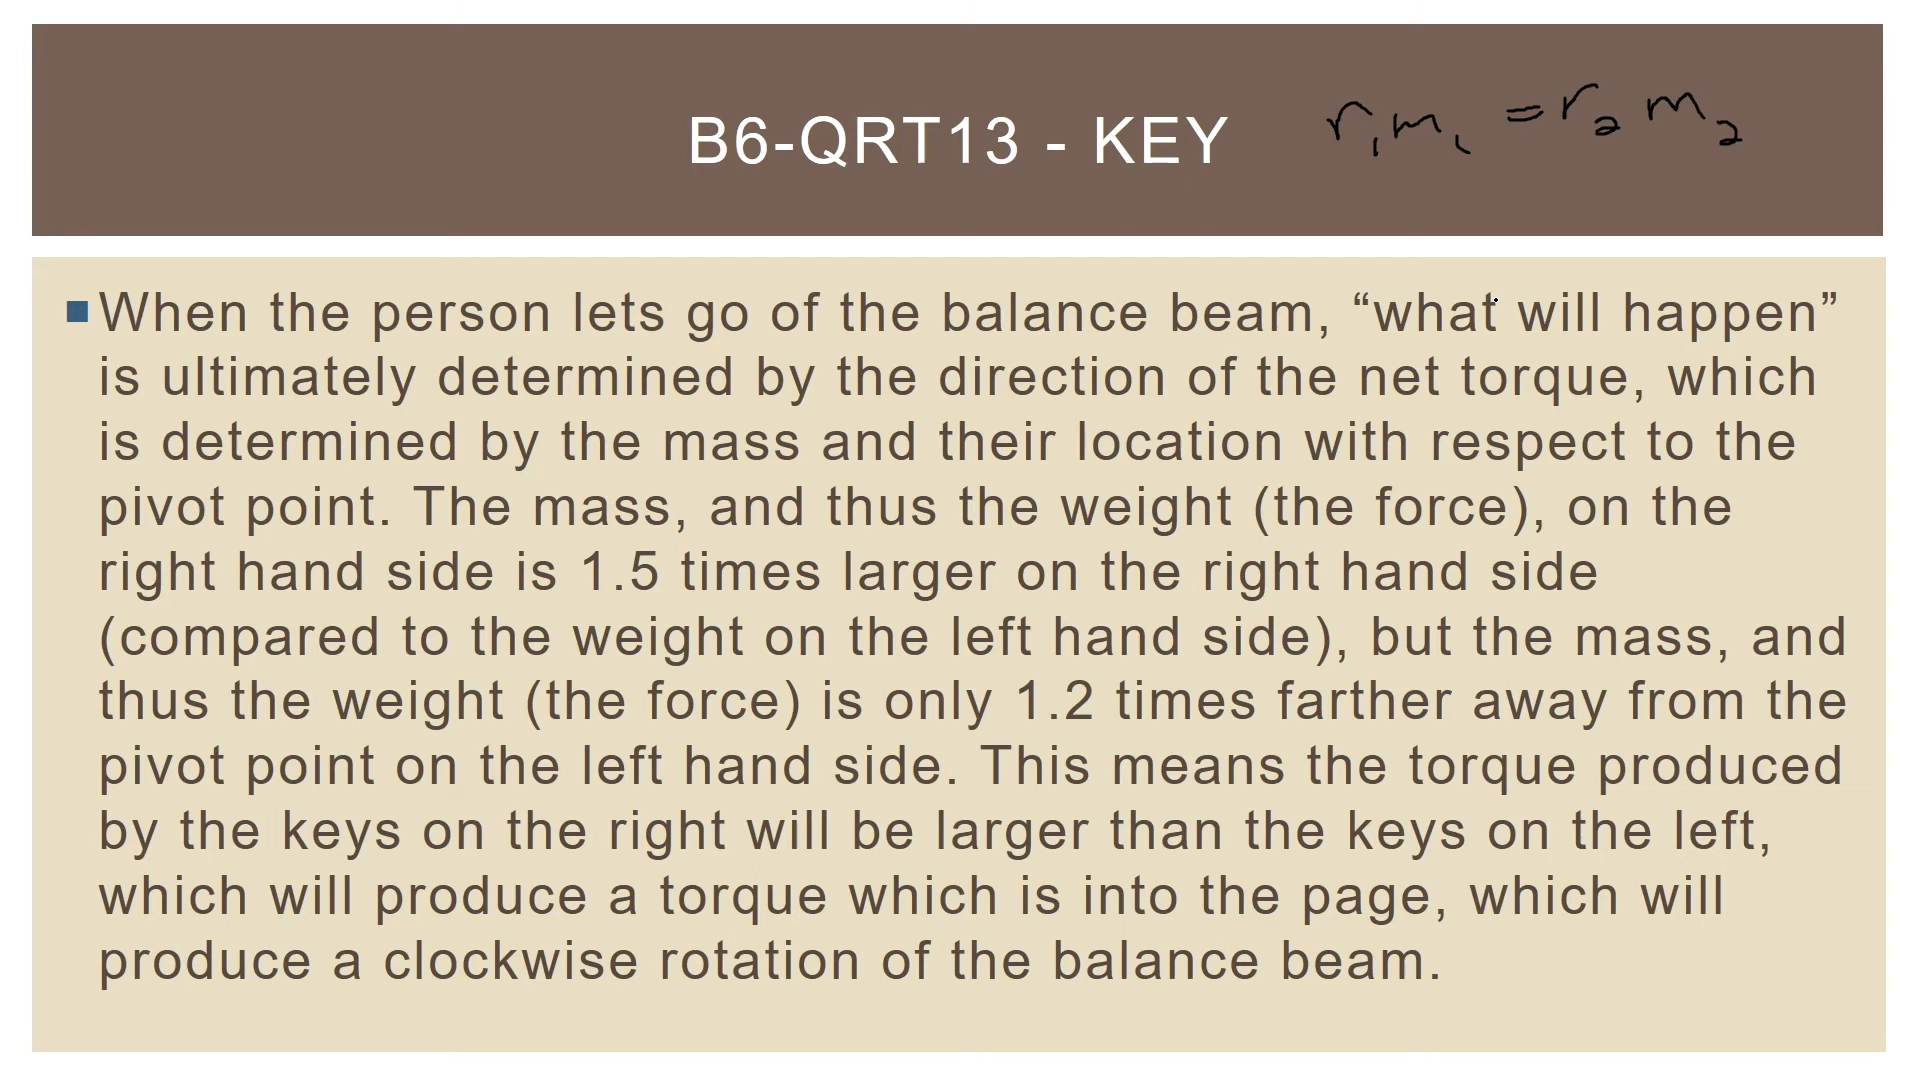 B6-QRT13 - KEY
r₁m₁ = r₂ m₂
When the person lets go of the balance beam, “what will happen”
is ultimately determined by the direction of the net torque, which
is determined by the mass and their location with respect to the
pivot point. The mass, and thus the weight (the force), on the
right hand side is 1.5 times larger on the right hand side
(compared to the weight on the left hand side), but the mass, and
thus the weight (the force) is only 1.2 times farther away from the
pivot point on the left hand side. This means the torque produced
by the keys on the right will be larger than the keys on the left,
which will produce a torque which is into the page, which will
produce a clockwise rotation of the balance beam.